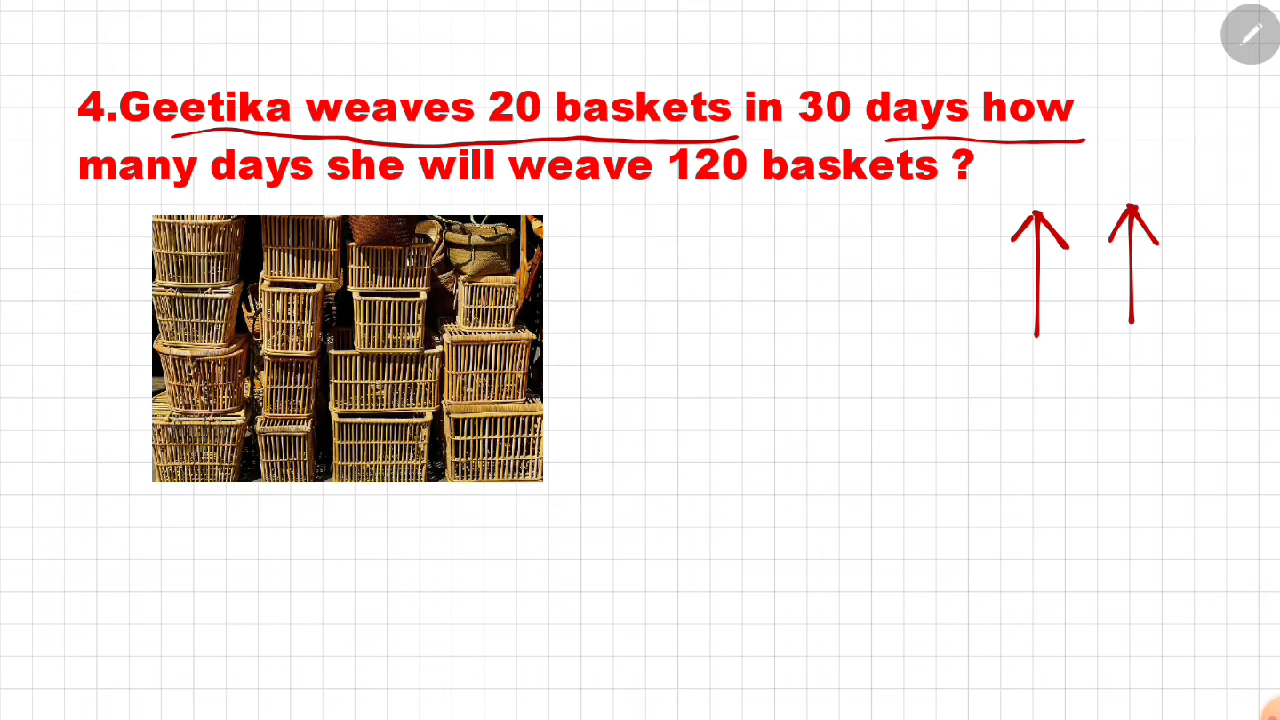 4.Geetika weaves 20 baskets in 30 days how
many days she will weave 120 baskets ?